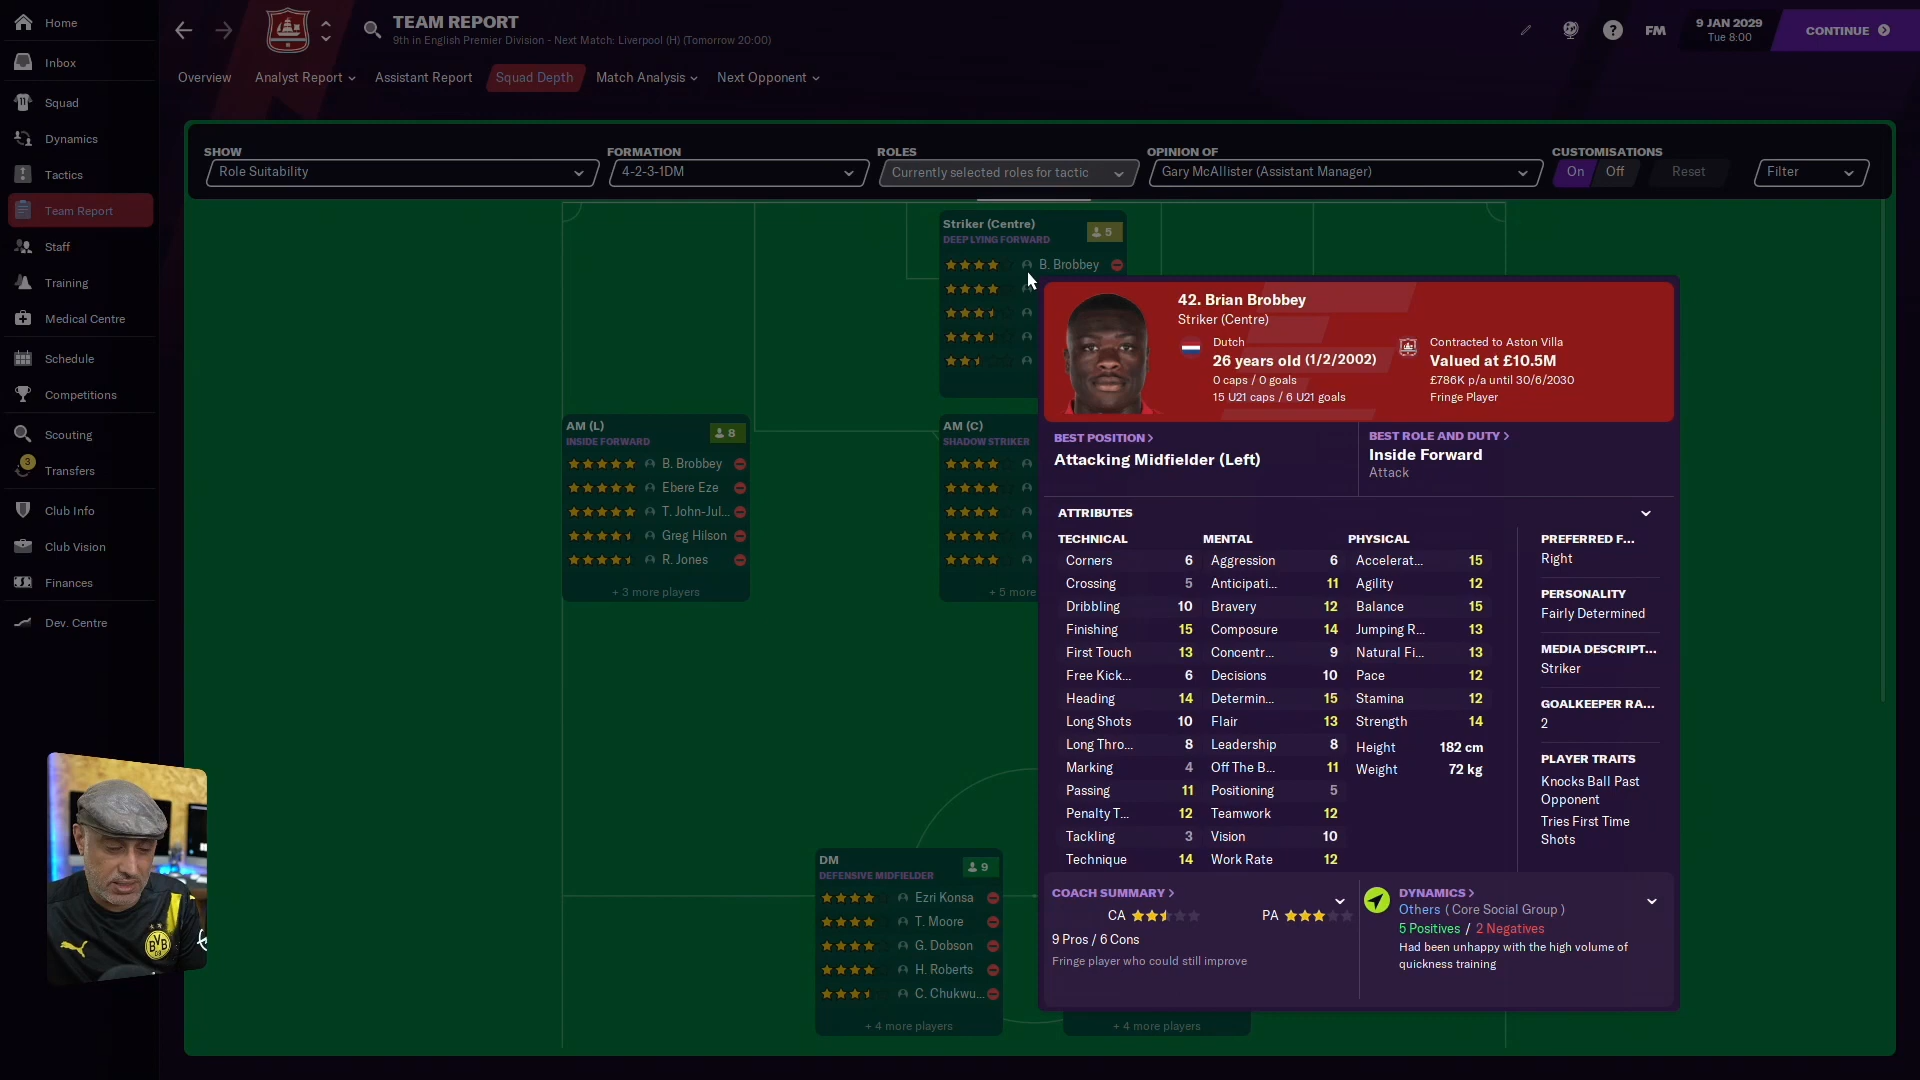 Home
Inbox
Squad
Dynamics
Tactics
Team Report
Staff
Training
Medical Centre
Schedule
Competitions
Scouting
3
Transfers
Club Info
Club Vision
Finances
Dev. Centre
TEAM REPORT
9th in English Premier Division - Next Match: Liverpool (H) (Tomorrow 20:00)
FM
9 JAN 2029
Tue 8:00
CONTINUE
Overview
Analyst Report
Assistant Report
Squad Depth
Match Analysis
Next Opponent
SHOW
Role Suitability
FORMATION
4-2-3-1DM
ROLES
Currently selected roles for tactic
OPINION OF
Gary McAllister (Assistant Manager)
CUSTOMISATIONS
On
Off
Reset
Filter
Striker (Centre)
DEEP LYING FORWARD
5
B. Brobbey
AM (L)
INSIDE FORWARD
8
B. Brobbey
Ebere Eze
T. John-Jul...
Greg Hilson
R. Jones
+ 3 more players
AM (C)
SHADOW STRIKER
+ 5 more
DM
DEFENSIVE MIDFIELDER
9
Ezri Konsa
T. Moore
G. Dobson
H. Roberts
C. Chukwu...
+ 4 more players
+ 4 more players
42. Brian Brobbey
Striker (Centre)
Dutch
26 years old (1/2/2002)
0 caps / 0 goals
15 U21 caps / 6 U21 goals
Contracted to Aston Villa
Valued at £10.5M
£786K p/a until 30/6/2030
Fringe Player
BEST POSITION
Attacking Midfielder (Left)
BEST ROLE AND DUTY
Inside Forward
Attack
ATTRIBUTES
TECHNICAL
Corners 6
Crossing 5
Dribbling 10
Finishing 15
First Touch 13
Free Kick... 6
Heading 14
Long Shots 10
Long Thro... 8
Marking 4
Passing 11
Penalty T... 12
Tackling 3
Technique 14
MENTAL
Aggression 6
Anticipati... 11
Bravery 12
Composure 14
Concentr... 9
Decisions 10
Determin... 15
Flair 13
Leadership 8
Off The B... 11
Positioning 5
Teamwork 12
Vision 10
Work Rate 12
PHYSICAL
Accelerat... 15
Agility 12
Balance 15
Jumping R... 13
Natural Fi... 13
Pace 12
Stamina 12
Strength 14
Height 182 cm
Weight 72 kg
PREFERRED F...
Right
PERSONALITY
Fairly Determined
MEDIA DESCRIPT...
Striker
GOALKEEPER RA...
2
PLAYER TRAITS
Knocks Ball Past
Opponent
Tries First Time
Shots
COACH SUMMARY
CA
PA
9 Pros / 6 Cons
Fringe player who could still improve
DYNAMICS
Others ( Core Social Group )
5 Positives / 2 Negatives
Had been unhappy with the high volume of
quickness training
BVB
09